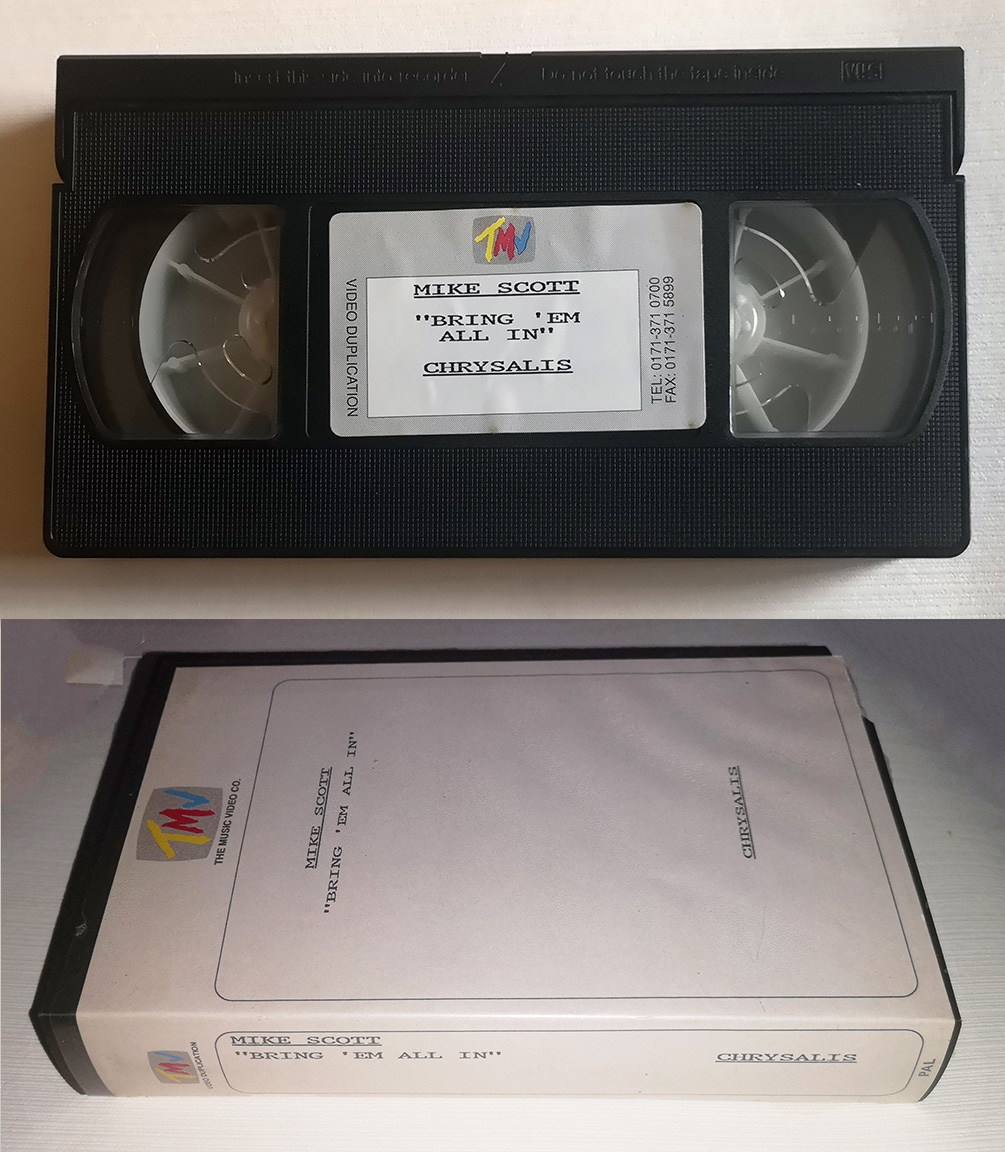 Insert this side into recorder / Do not touch the tape inside VHS
TMV
MIKE SCOTT
"BRING 'EM
ALL IN"
CHRYSALIS
VIDEO DUPLICATION
TEL: 0171-371 0700
FAX: 0171-371 5899
TMV
THE MUSIC VIDEO CO.
MIKE SCOTT
"BRING 'EM ALL IN"
CHRYSALIS
TMV
VIDEO DUPLICATION
MIKE SCOTT
"BRING 'EM ALL IN"
CHRYSALIS
PAL